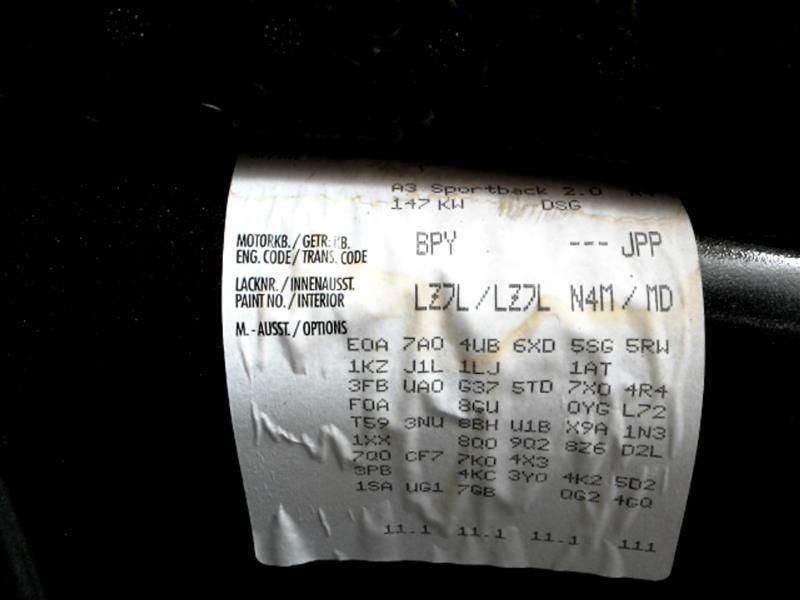 A3 Sportback 2.0 R4
147 KW DSG
MOTORKB. / GETR. KB.
ENG. CODE / TRANS. CODE
BPY --- JPP
LACKNR. / INNENAUSST.
PAINT NO. / INTERIOR
LZ7L / LZ7L N4M / MD
M. - AUSST. / OPTIONS
E0A 7A0 4UB 6XD 5SG 5RW
1KZ J1L 1LJ 1AT
3FB UA0 G37 5TD 7X0 4R4
F0A 8GU 0YG L72
T59 3NU 8BH U1B X9A 1N3
1XX 8Q0 9Q2 8Z6 D2L
7Q0 CF7 7K0 4X3
3PB 4KC 3Y0 4K2 5D2
1SA UG1 7GB 0G2 4GQ
11.1 11.1 11.1 111